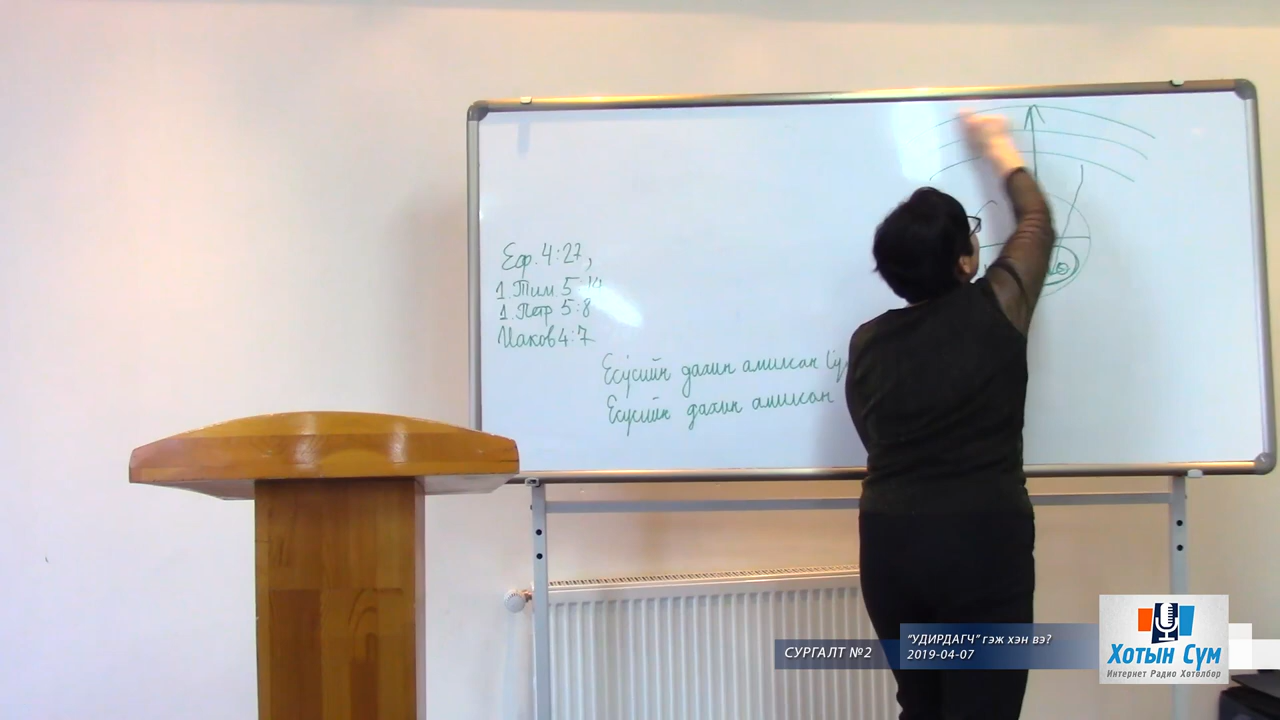 Еф. 4:27,
1. Тим 5:14
1. Петр 5:8
Иаков 4:7
Есүсийн дахин амилсан
Есүсийн дахин амилсан
СУРГАЛТ №2
"УДИРДАГЧ" гэж хэн вэ?
2019-04-07
Хотын Сүм
Интернет Радио Хөтөлбөр